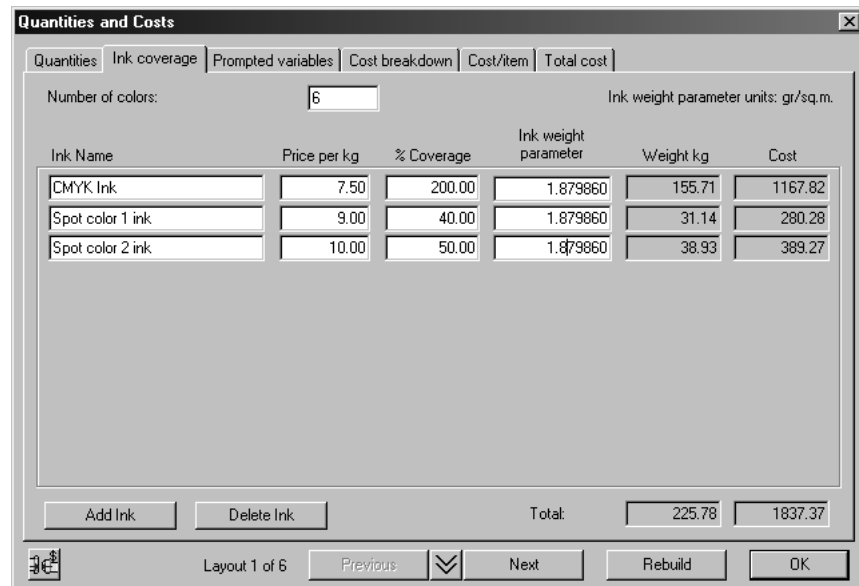 Quantities and Costs
Quantities Ink coverage Prompted variables Cost breakdown Cost/item Total cost
Number of colors: 6 Ink weight parameter units: gr/sq.m.
Ink weight
Ink Name Price per kg % Coverage parameter Weight kg Cost
CMYK Ink 7.50 200.00 1.879860 155.71 1167.82
Spot color 1 ink 9.00 40.00 1.879860 31.14 280.28
Spot color 2 ink 10.00 50.00 1.879860 38.93 389.27
Add Ink Delete Ink Total: 225.78 1837.37
Layout 1 of 6 Previous Next Rebuild OK